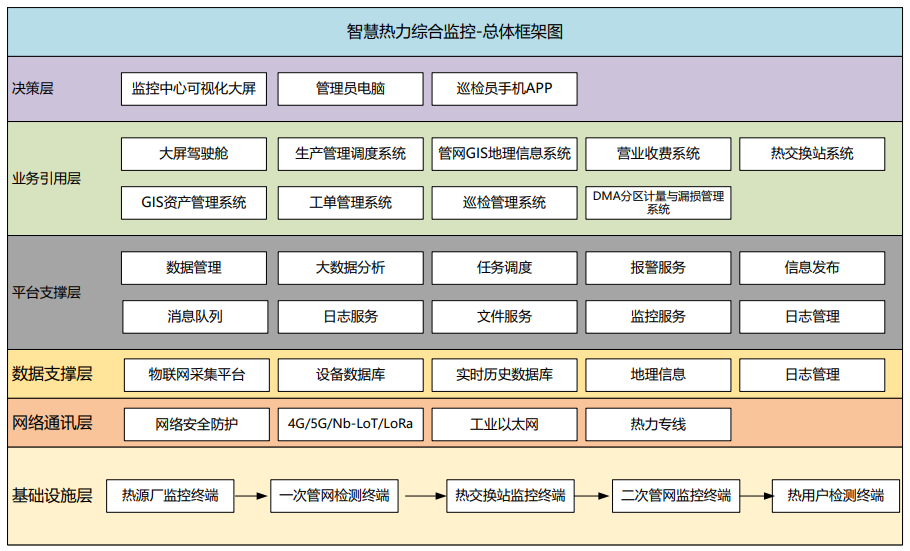 智慧热力综合监控-总体框架图
决策层
监控中心可视化大屏
管理员电脑
巡检员手机APP
业务引用层
大屏驾驶舱
生产管理调度系统
管网GIS地理信息系统
营业收费系统
热交换站系统
GIS资产管理系统
工单管理系统
巡检管理系统
DMA分区计量与漏损管理
系统
平台支撑层
数据管理
大数据分析
任务调度
报警服务
信息发布
消息队列
日志服务
文件服务
监控服务
日志管理
数据支撑层
物联网采集平台
设备数据库
实时历史数据库
地理信息
日志管理
网络通讯层
网络安全防护
4G/5G/Nb-LoT/LoRa
工业以太网
热力专线
基础设施层
热源厂监控终端
一次管网检测终端
热交换站监控终端
二次管网监控终端
热用户检测终端